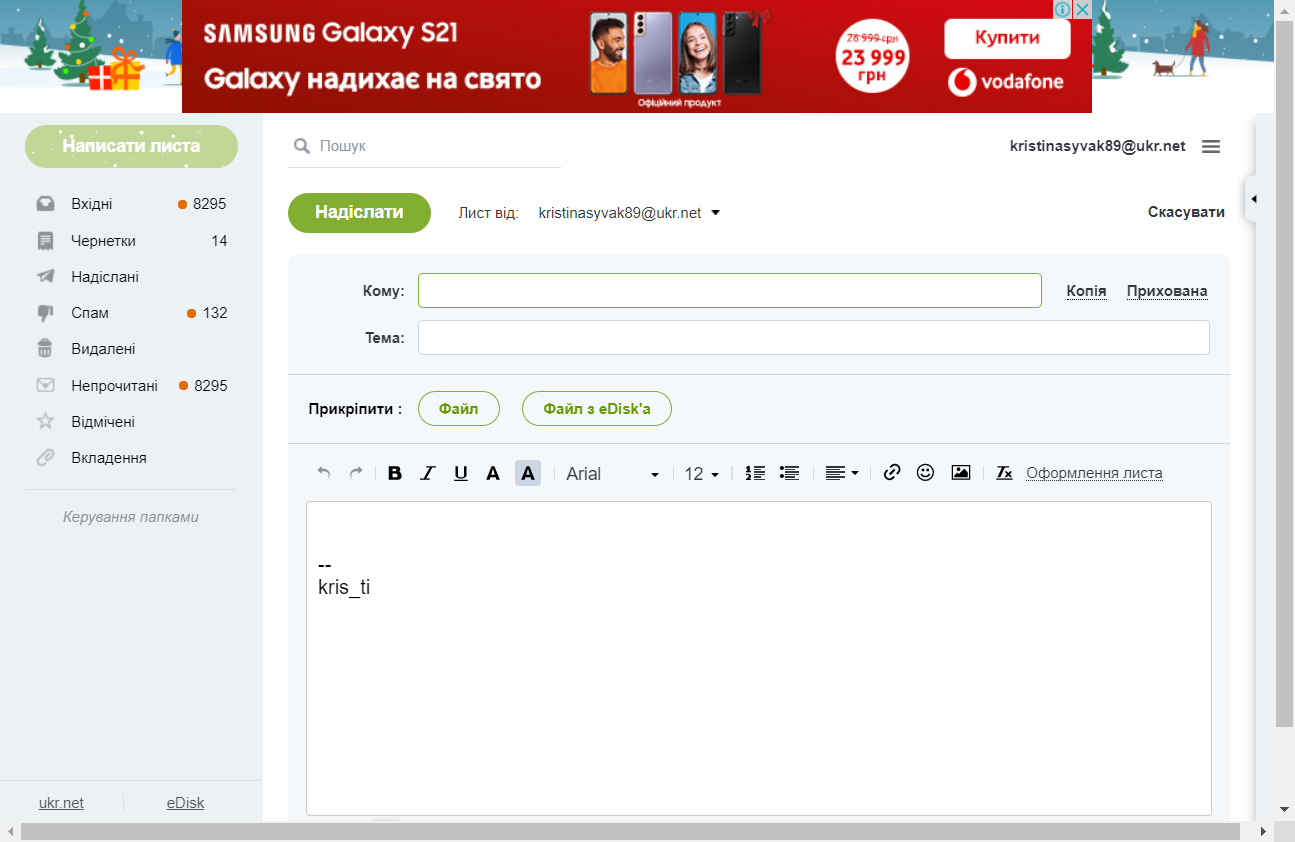 SAMSUNG Galaxy S21
Galaxy надихає на свято
Офіційний продукт
26 999 грн
23 999
грн
Купити
vodafone
Написати листа
Пошук
kristinasyvak89@ukr.net
Вхідні 8295
Чернетки 14
Надіслані
Спам 132
Видалені
Непрочитані 8295
Відмічені
Вкладення
Керування папками
ukr.net eDisk
Надіслати Лист від: kristinasyvak89@ukr.net Скасувати
Кому: Копія Прихована
Тема:
Прикріпити : Файл Файл з eDisk'а
B I U A A Arial 12 Tx Оформлення листа
--
kris_ti